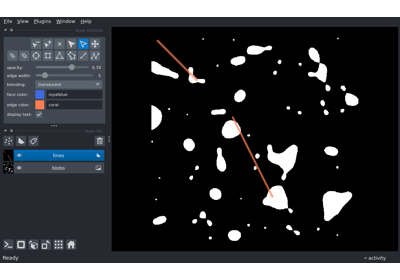 File View Plugins Window Help
opacity: 0.70
edge width: 5
blending: translucent
face color: royalblue
edge color: coral
display text:
lines
blobs
Ready
activity